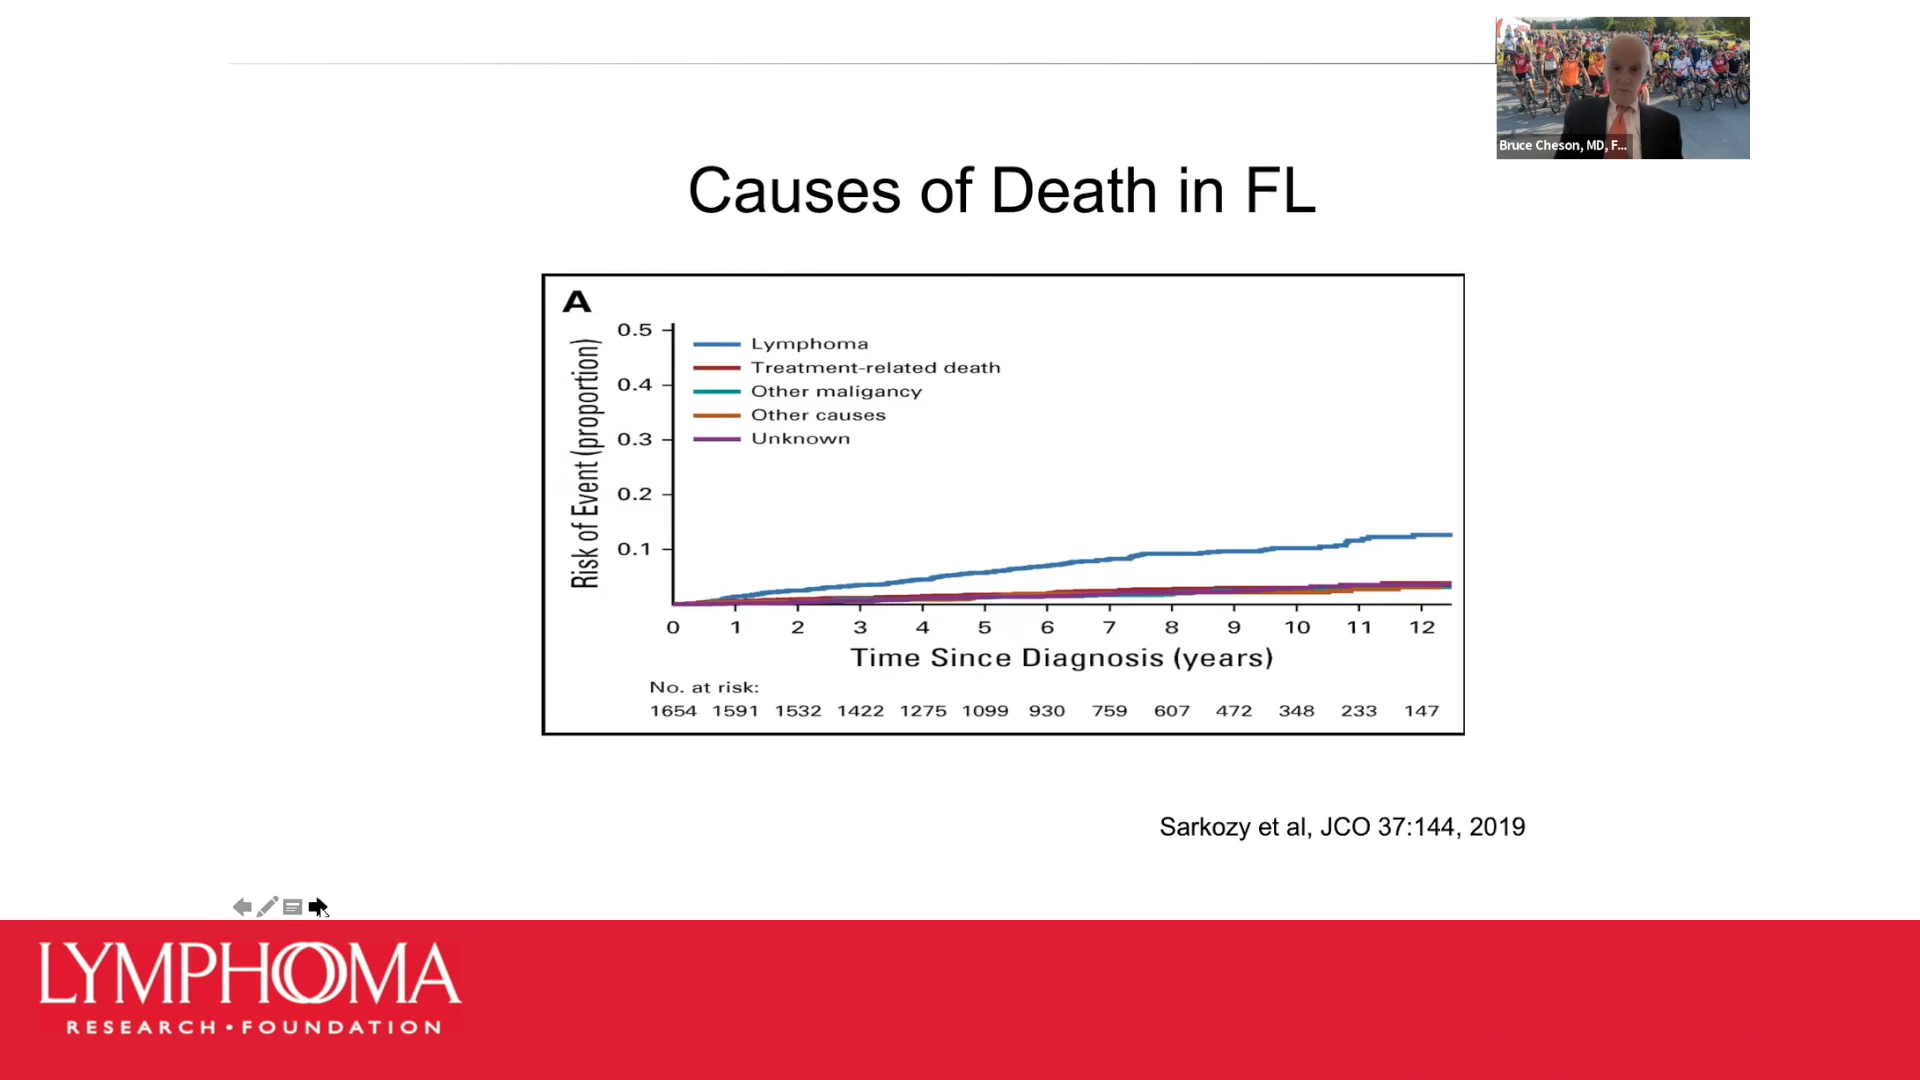 Bruce Cheson, MD, F...
Causes of Death in FL
A
Risk of Event (proportion)
0.5
0.4
0.3
0.2
0.1
Lymphoma
Treatment-related death
Other maligancy
Other causes
Unknown
0 1 2 3 4 5 6 7 8 9 10 11 12
Time Since Diagnosis (years)
No. at risk:
1654 1591 1532 1422 1275 1099 930 759 607 472 348 233 147
Sarkozy et al, JCO 37:144, 2019
LYMPHOMA
RESEARCH • FOUNDATION